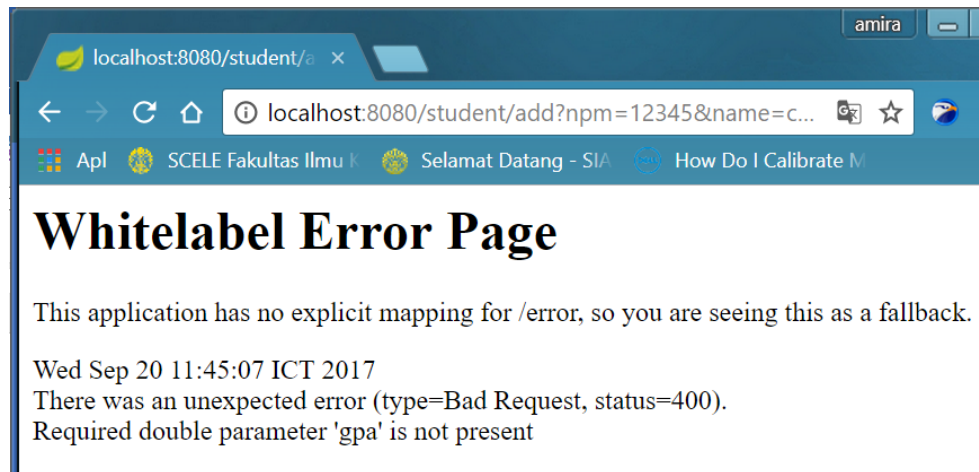 amira
localhost:8080/student/a
localhost:8080/student/add?npm=12345&name=c...
Apl SCELE Fakultas Ilmu K Selamat Datang - SIA How Do I Calibrate M
Whitelabel Error Page
This application has no explicit mapping for /error, so you are seeing this as a fallback.
Wed Sep 20 11:45:07 ICT 2017
There was an unexpected error (type=Bad Request, status=400).
Required double parameter 'gpa' is not present